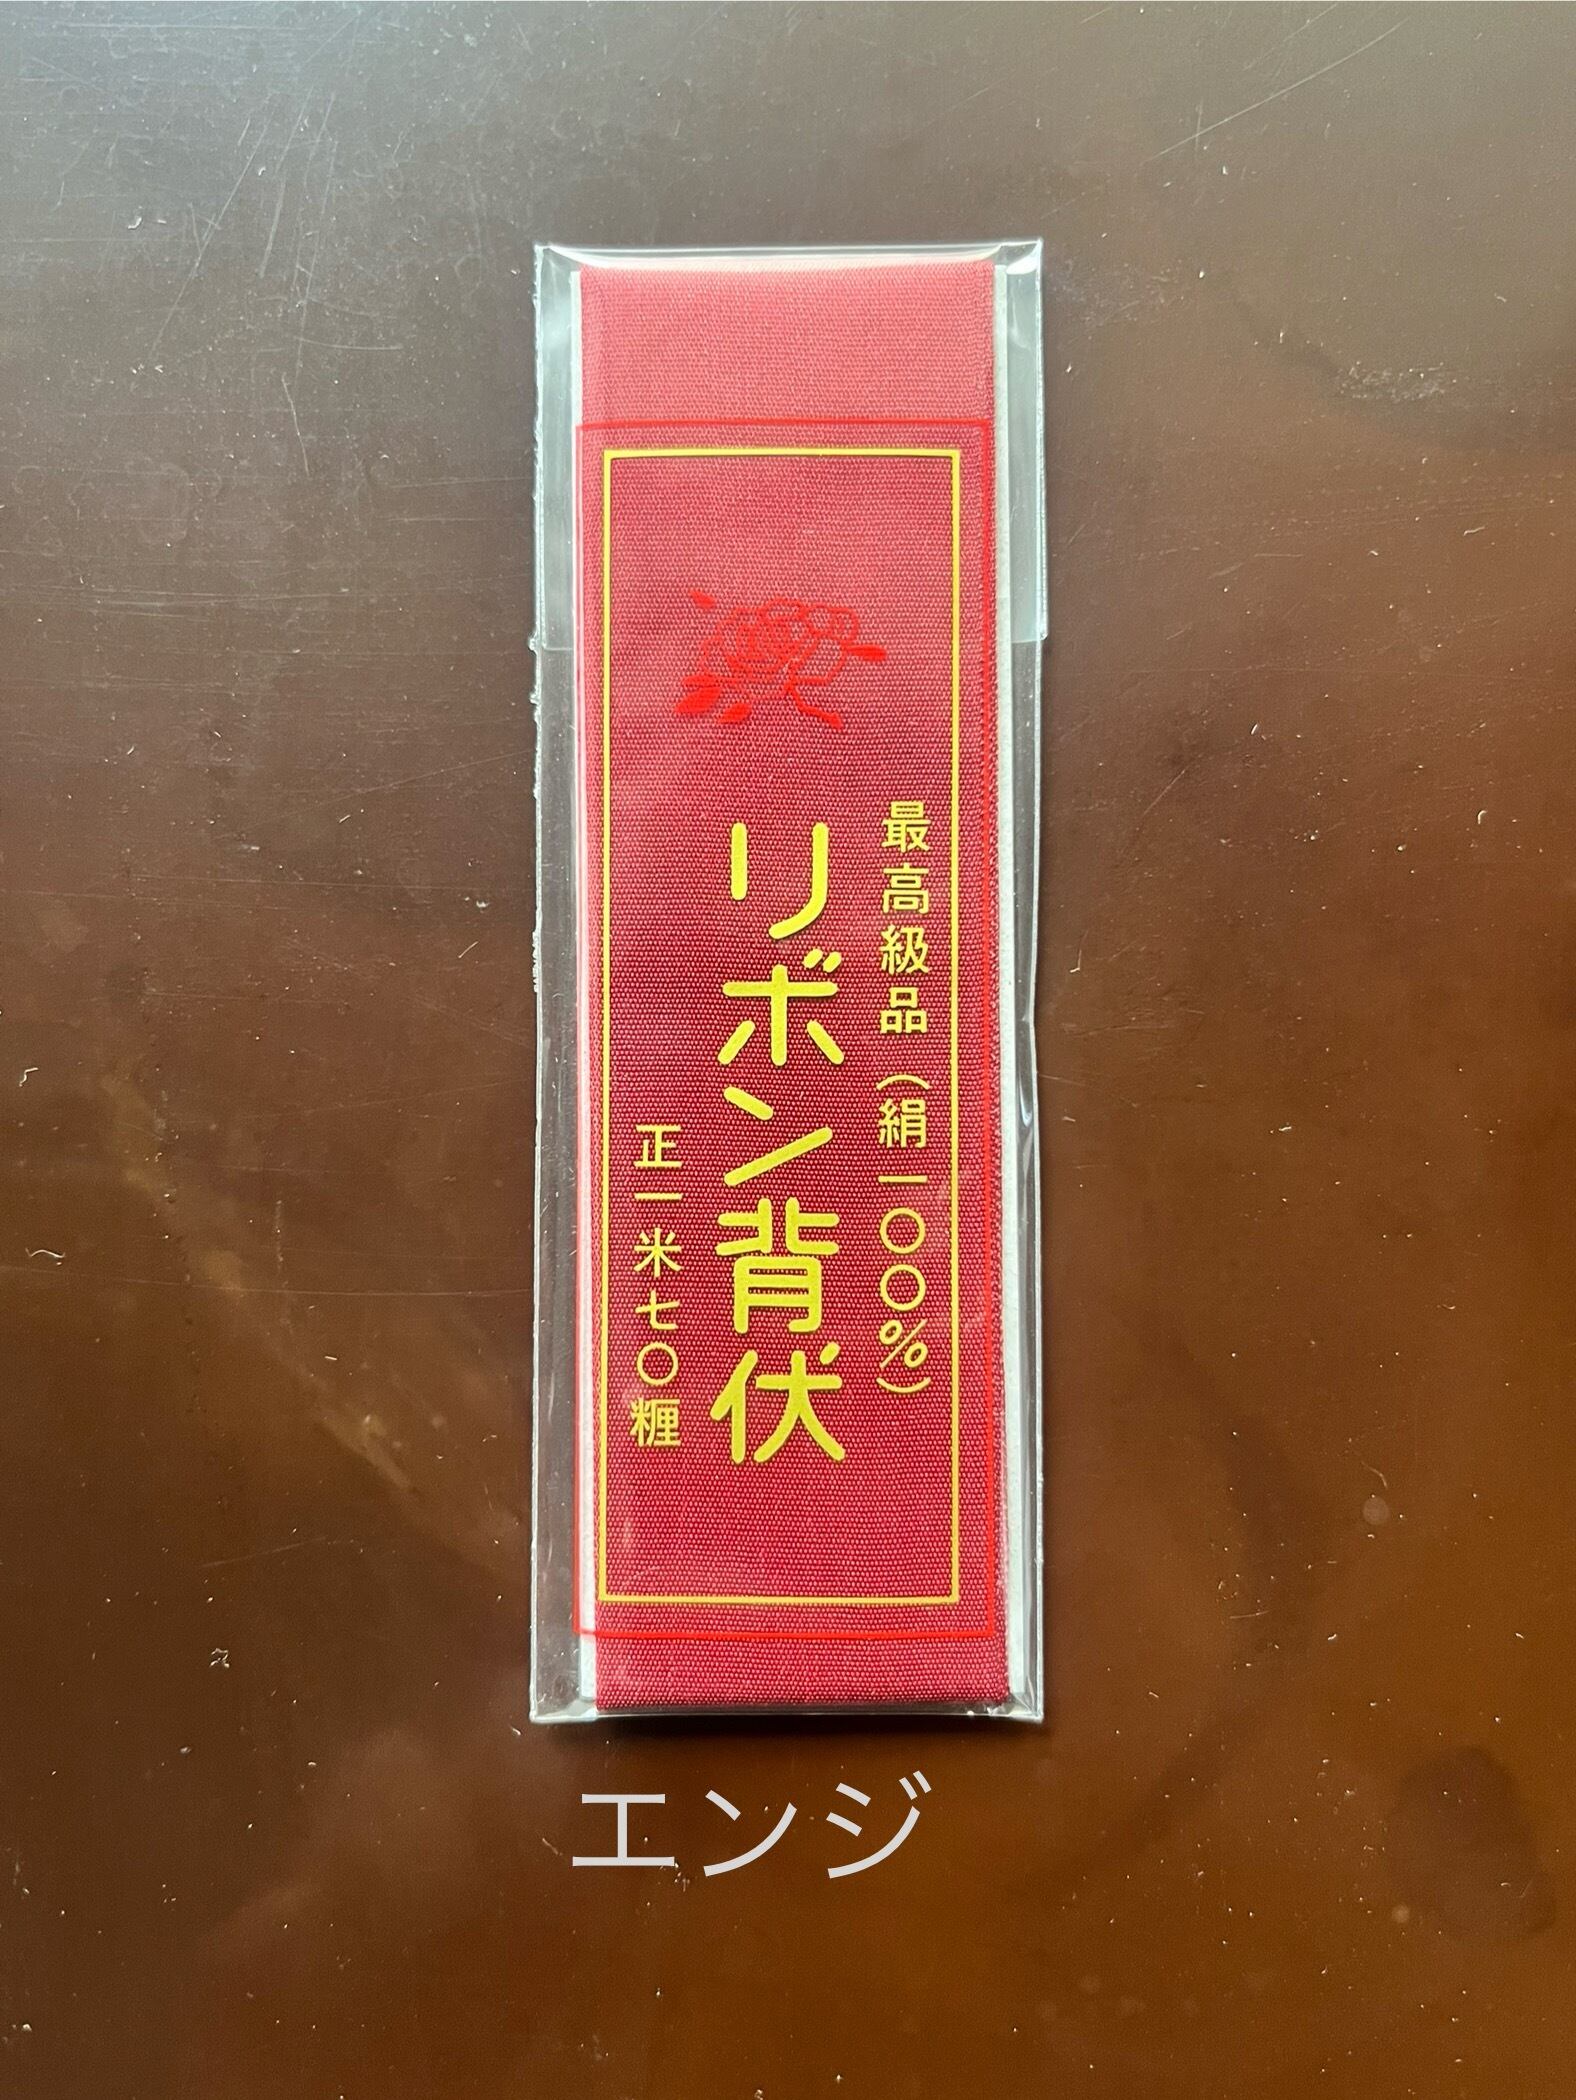 最高級品(絹一〇〇%)
リボン背伏
正一米七〇糎
エンジ